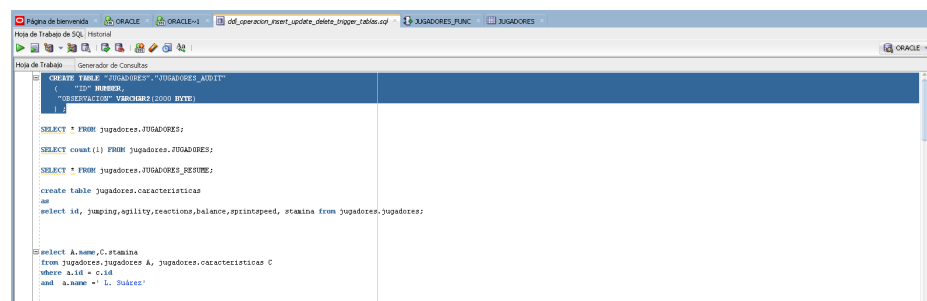 Página de bienvenida ORACLE ORACLE~1 ddl_operacion_insert_update_delete_trigger_tablas.sql JUGADORES_FUNC JUGADORES
Hoja de Trabajo de SQL Historial
ORACLE
Hoja de Trabajo Generador de Consultas
CREATE TABLE "JUGADORES"."JUGADORES_AUDIT"
( "ID" NUMBER,
"OBSERVACION" VARCHAR2(2000 BYTE)
) ;
SELECT * FROM jugadores.JUGADORES;
SELECT count(1) FROM jugadores.JUGADORES;
SELECT * FROM jugadores.JUGADORES_RESUME;
create table jugadores.caracteristicas
as
select id, jumping,agility,reactions,balance,sprintspeed, stamina from jugadores.jugadores;
select A.name,C.stamina
from jugadores.jugadores A, jugadores.caracteristicas C
where a.id = c.id
and a.name =' L. Suárez'